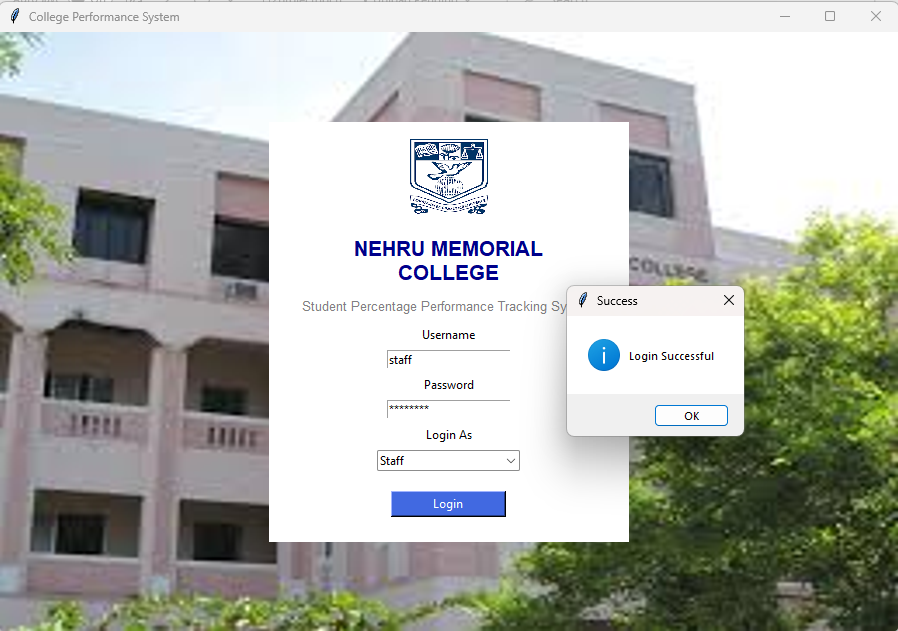 College Performance System
COLLEGE
NEHRU MEMORIAL
COLLEGE
Student Percentage Performance Tracking Sy
Username
staff
Password
********
Login As
Staff
Login
Success
Login Successful
OK